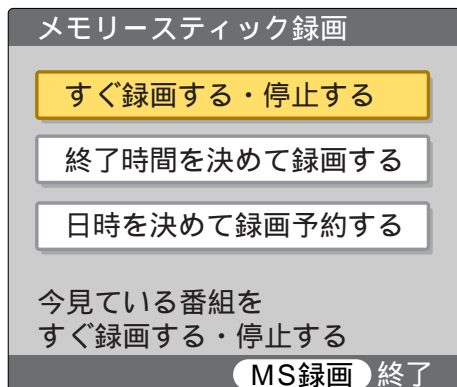 メモリースティック録画
すぐ録画する・停止する
終了時間を決めて録画する
日時を決めて録画予約する
今見ている番組を
すぐ録画する・停止する
MS録画 終了